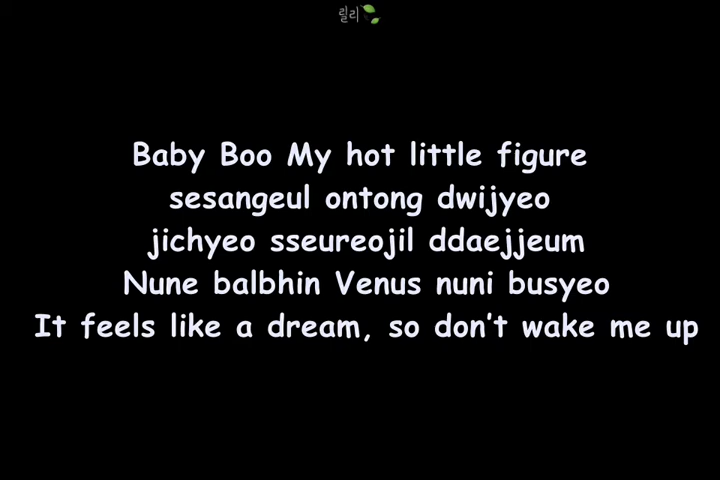 릴리
Baby Boo My hot little figure
sesangeul ontong dwijyeo
jichyeo sseureojil ddaejjeum
Nune balbhin Venus nuni busyeo
It feels like a dream, so don't wake me up